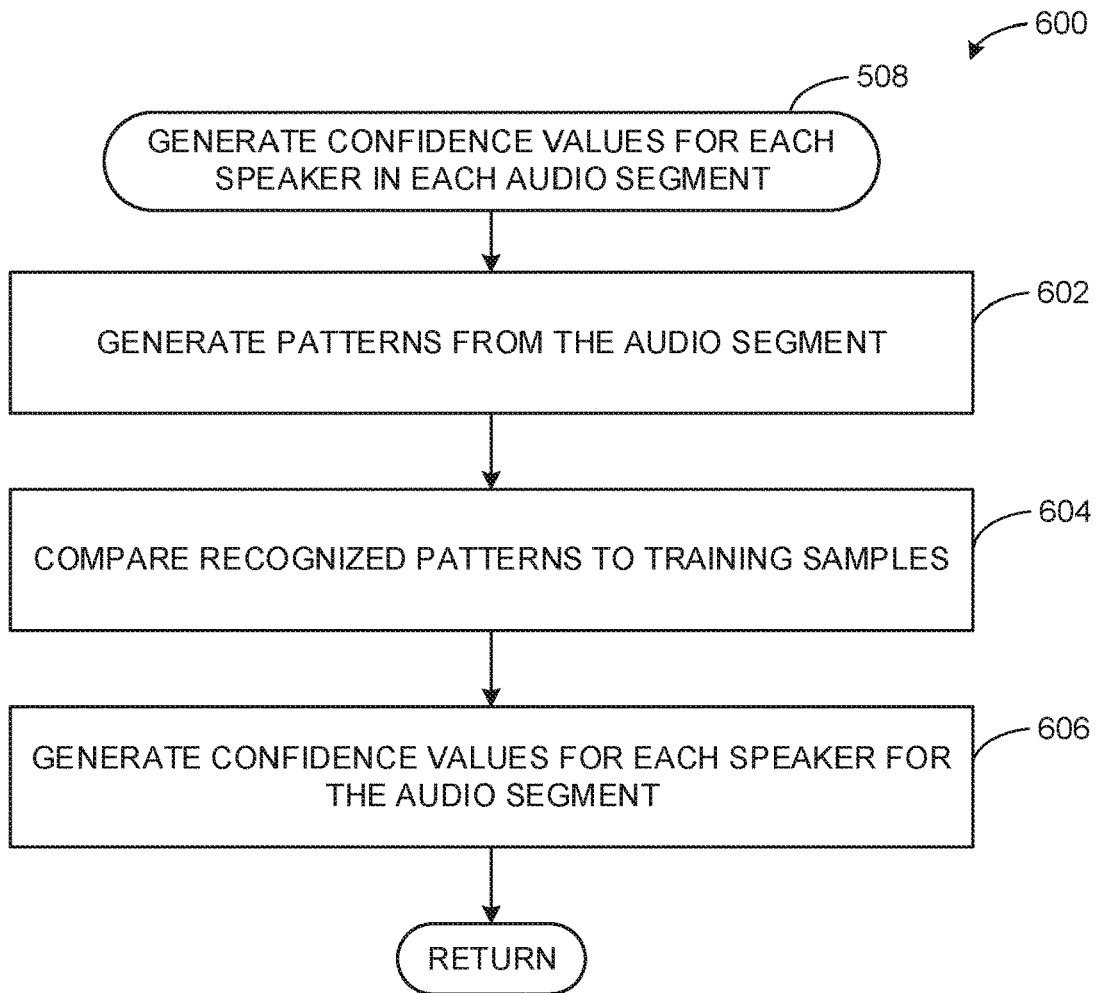 600
508
GENERATE CONFIDENCE VALUES FOR EACH
SPEAKER IN EACH AUDIO SEGMENT
602
GENERATE PATTERNS FROM THE AUDIO SEGMENT
604
COMPARE RECOGNIZED PATTERNS TO TRAINING SAMPLES
606
GENERATE CONFIDENCE VALUES FOR EACH SPEAKER FOR
THE AUDIO SEGMENT
RETURN